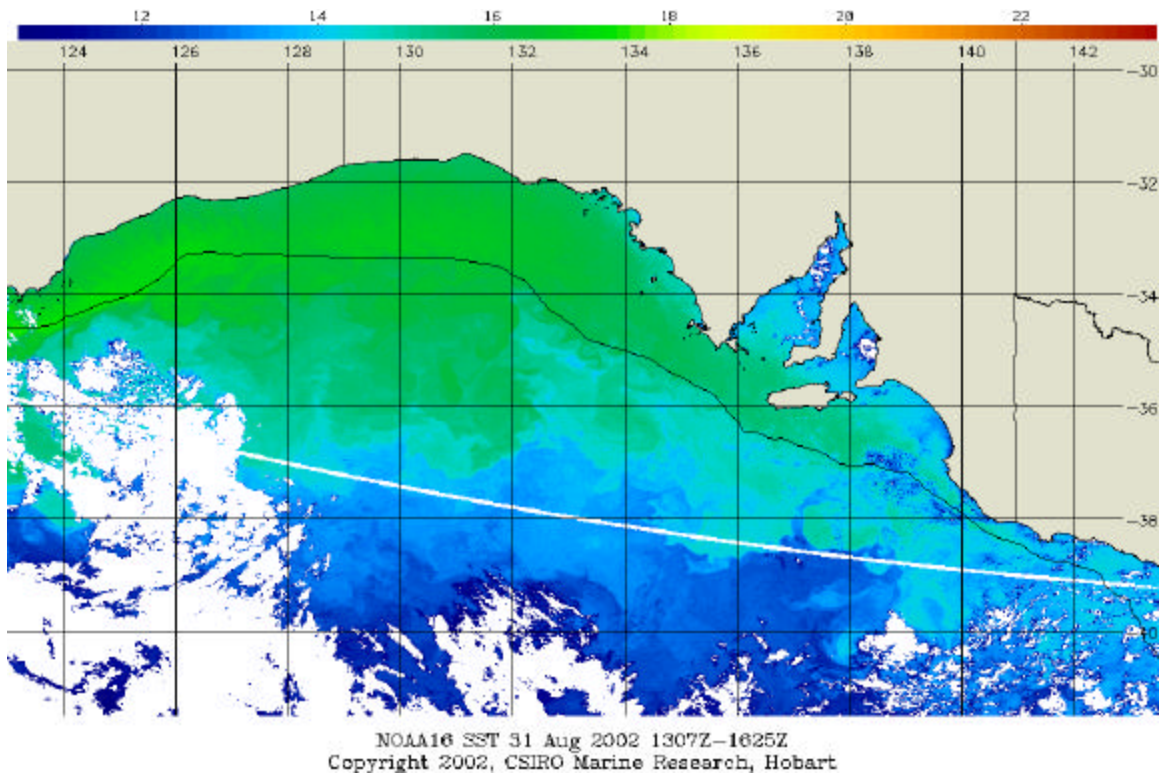 12 14 16 18 20 22
124 126 128 130 132 134 136 138 140 142
-30
-32
-34
-36
-38
-40
NOAA16 SST 31 Aug 2002 1307Z-1625Z
Copyright 2002, CSIRO Marine Research, Hobart